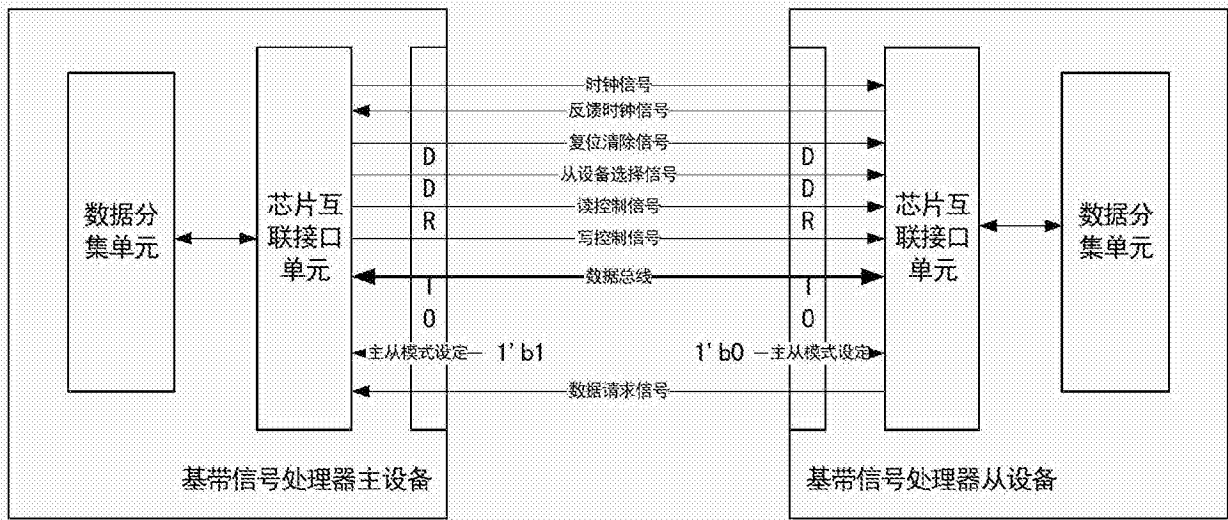 时钟信号
反馈时钟信号
复位清除信号
从设备选择信号
读控制信号
写控制信号
数据总线
主从模式设定 1'b1
1'b0 主从模式设定
数据请求信号
数据分
集单元
芯片互
联接口
单元
D
D
R
I
O
D
D
R
I
O
芯片互
联接口
单元
数据分
集单元
基带信号处理器主设备
基带信号处理器从设备